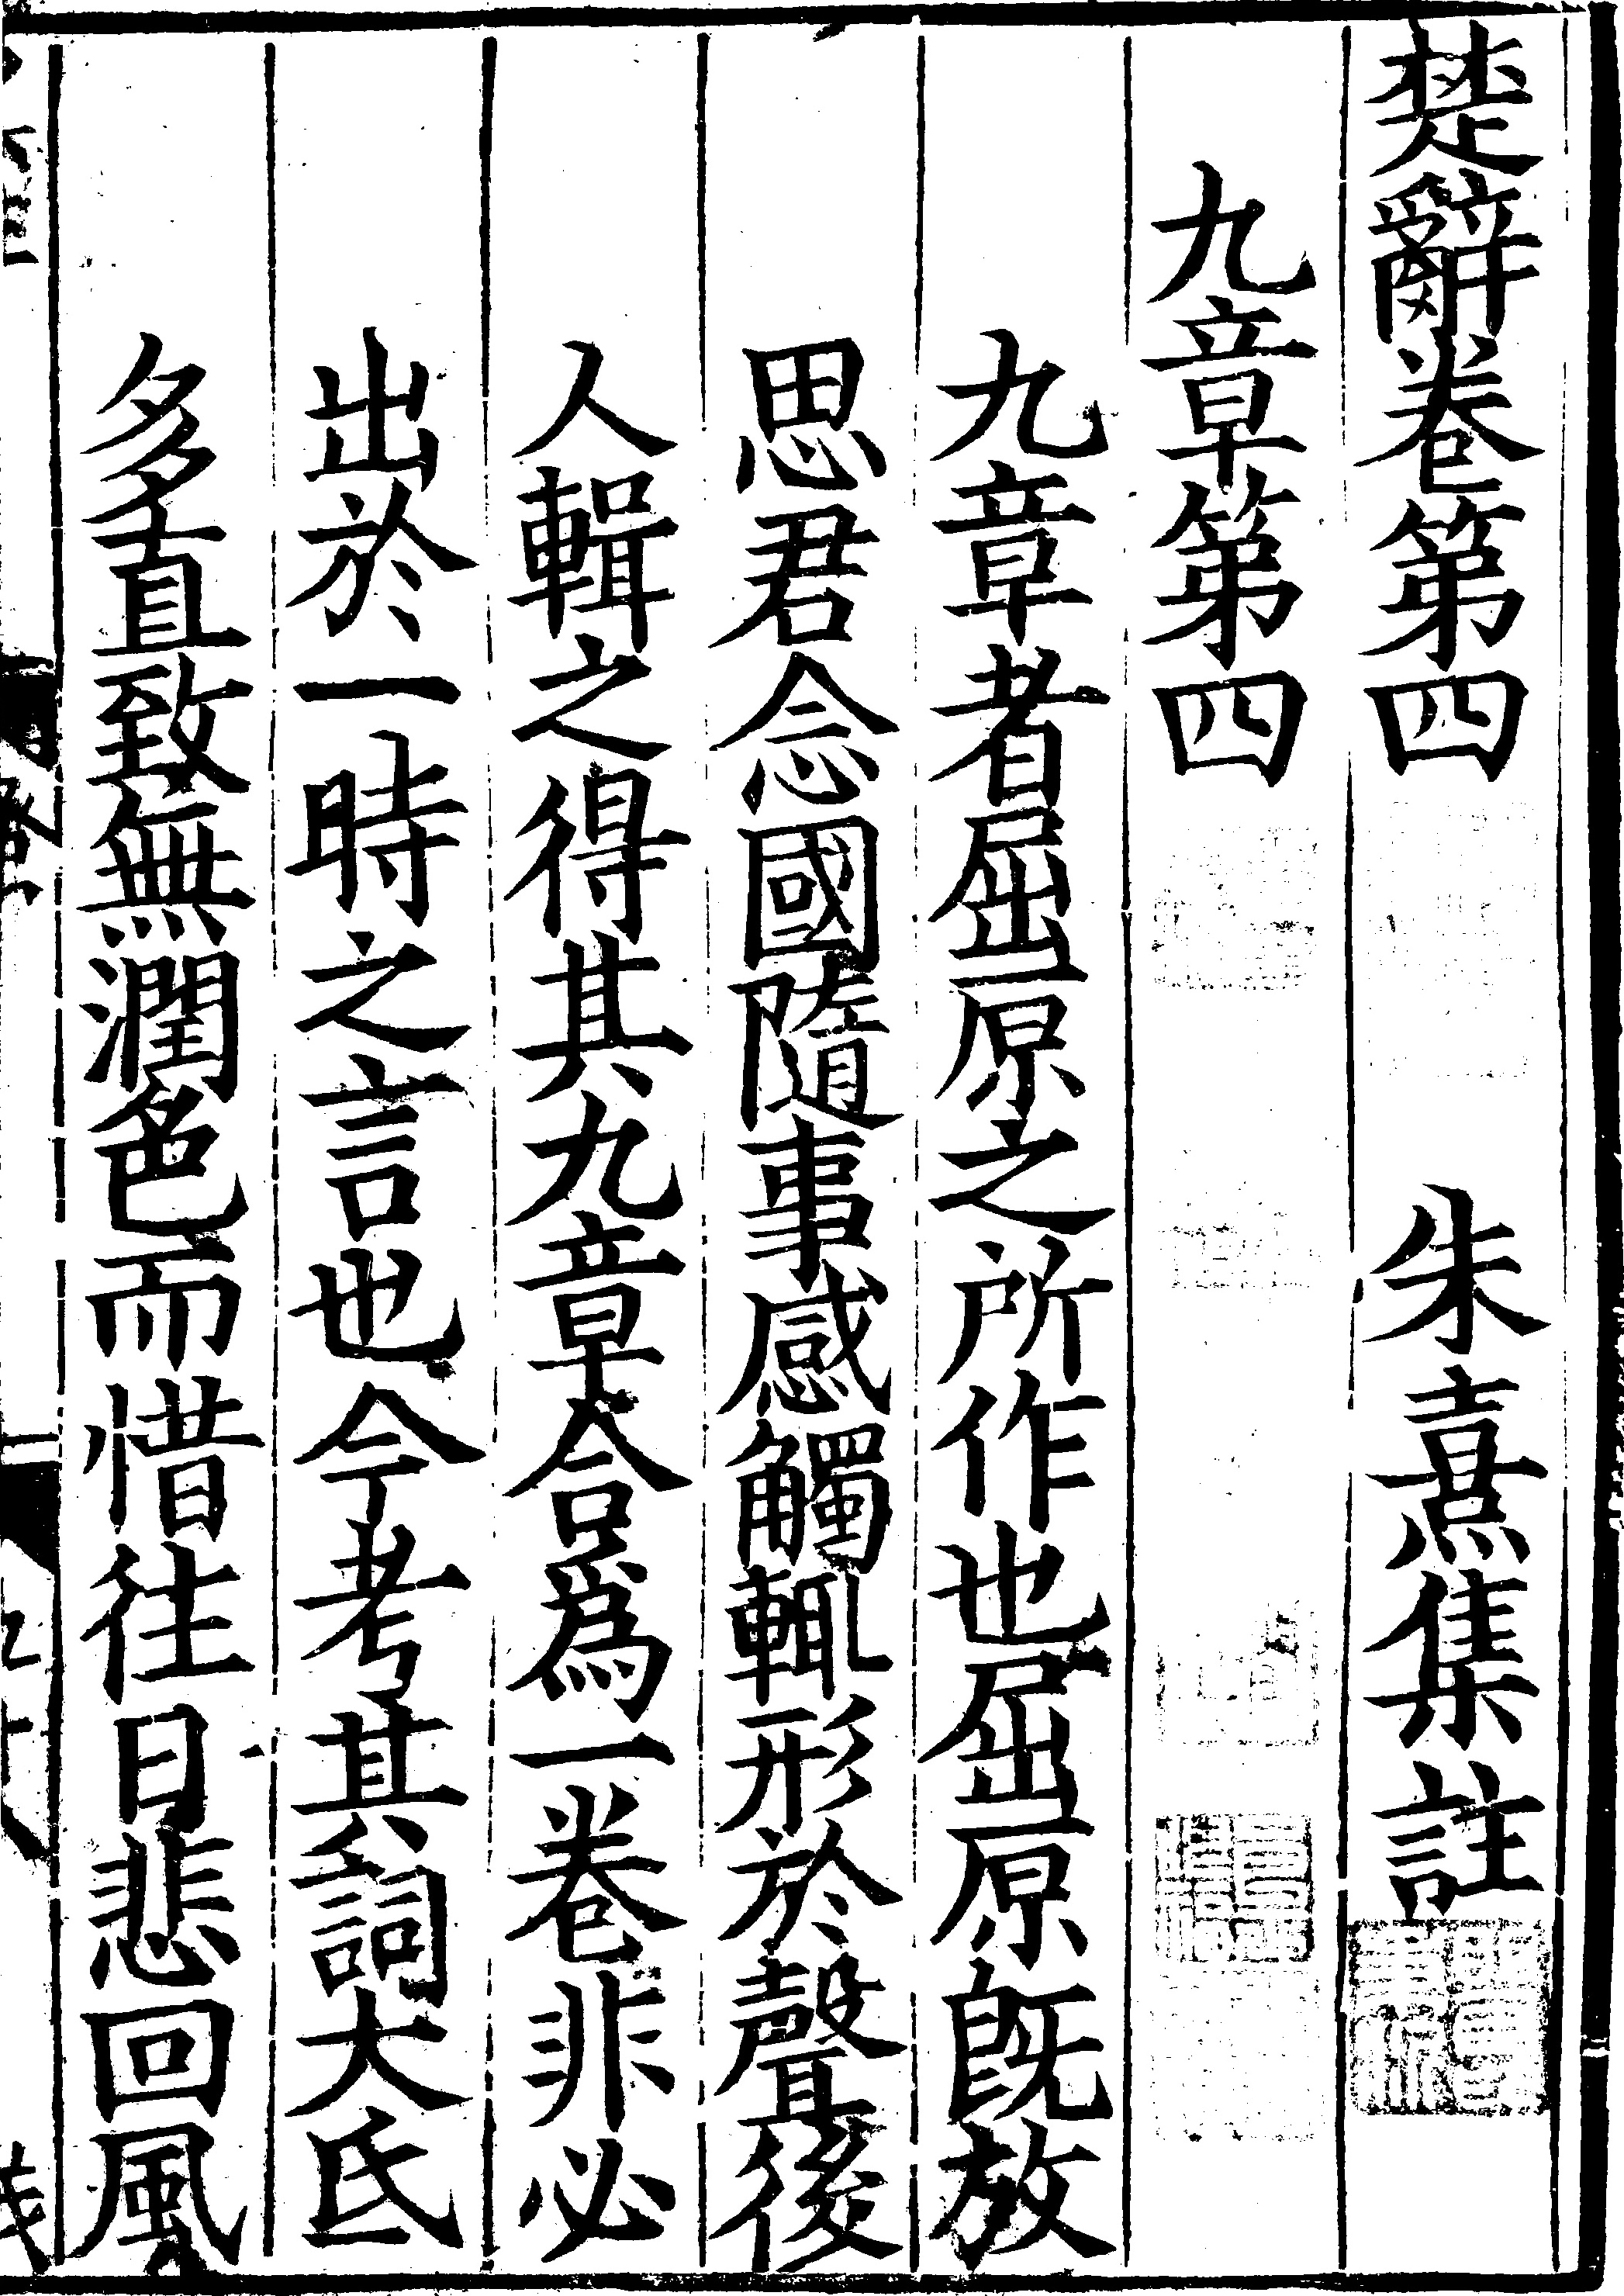 楚辭卷第四 朱熹集註
九章第四
九章者屈原之所作也屈原旣放
思君念國隨事感觸輒形於聲後
人輯之得其九章合爲一卷非必
出於一時之言也今考其詞大氐
多直致無潤色而惜往日悲回風